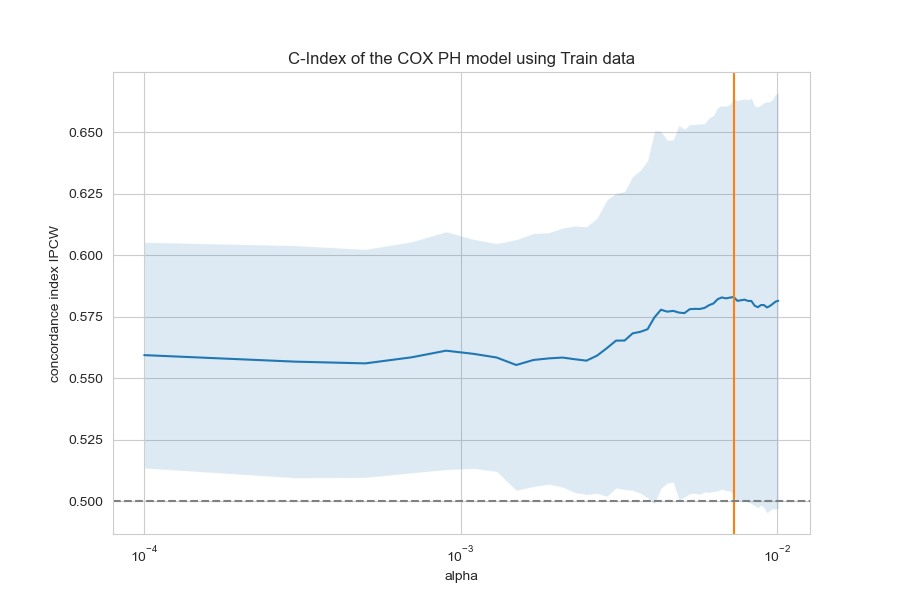 C-Index of the COX PH model using Train data
concordance index IPCW
0.650
0.625
0.600
0.575
0.550
0.525
0.500
10⁻⁴ 10⁻³ 10⁻²
alpha